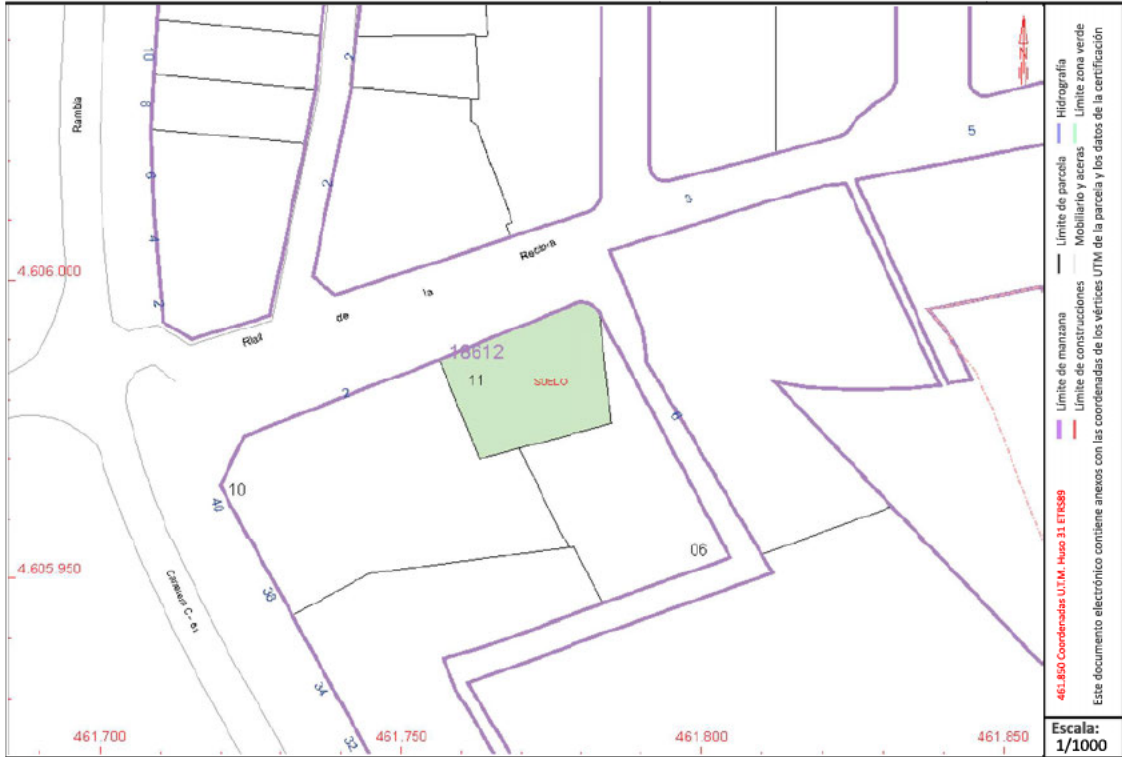 10
8
6
4
2
Rambla
2
2
3
5
4.606.000
Rectoria
la
de
Riall
18612
11
SUELO
2
10
40
38
34
32
Carretera C-61
06
4.605.950
461.700
461.750
461.800
461.850
461.850 Coordenadas U.T.M. Huso 31 ETRS89
Límite de manzana
Límite de parcela
Hidrografía
Límite de construcciones
Mobiliario y aceras
Límite zona verde
Este documento electrónico contiene anexos con las coordenadas de los vértices UTM de la parcela y los datos de la certificación
Escala:
1/1000